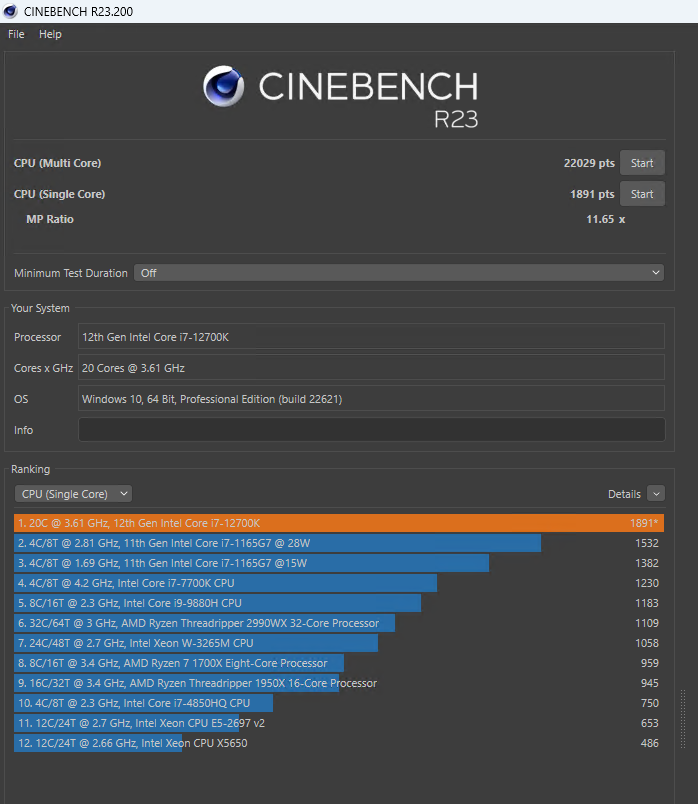 CINEBENCH R23.200
File Help
CINEBENCH
R23
CPU (Multi Core) 22029 pts Start
CPU (Single Core) 1891 pts Start
MP Ratio 11.65 x
Minimum Test Duration Off
Your System
Processor 12th Gen Intel Core i7-12700K
Cores x GHz 20 Cores @ 3.61 GHz
OS Windows 10, 64 Bit, Professional Edition (build 22621)
Info
Ranking
CPU (Single Core) Details
1. 20C @ 3.61 GHz, 12th Gen Intel Core i7-12700K 1891*
2. 4C/8T @ 2.81 GHz, 11th Gen Intel Core i7-1165G7 @ 28W 1532
3. 4C/8T @ 1.69 GHz, 11th Gen Intel Core i7-1165G7 @15W 1382
4. 4C/8T @ 4.2 GHz, Intel Core i7-7700K CPU 1230
5. 8C/16T @ 2.3 GHz, Intel Core i9-9880H CPU 1183
6. 32C/64T @ 3 GHz, AMD Ryzen Threadripper 2990WX 32-Core Processor 1109
7. 24C/48T @ 2.7 GHz, Intel Xeon W-3265M CPU 1058
8. 8C/16T @ 3.4 GHz, AMD Ryzen 7 1700X Eight-Core Processor 959
9. 16C/32T @ 3.4 GHz, AMD Ryzen Threadripper 1950X 16-Core Processor 945
10. 4C/8T @ 2.3 GHz, Intel Core i7-4850HQ CPU 750
11. 12C/24T @ 2.7 GHz, Intel Xeon CPU E5-2697 v2 653
12. 12C/24T @ 2.66 GHz, Intel Xeon CPU X5650 486